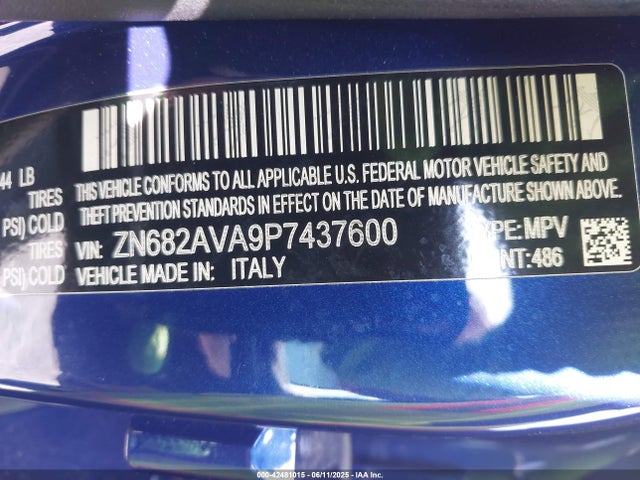 44 LB
THIS VEHICLE CONFORMS TO ALL APPLICABLE U.S. FEDERAL MOTOR VEHICLE SAFETY AND
TIRES
THEFT PREVENTION STANDARDS IN EFFECT ON THE DATE OF MANUFACTURE SHOWN ABOVE.
PSI) COLD
TIRES VIN: ZN682AVA9P7437600 TYPE: MPV
PSI) COLD VEHICLE MADE IN: ITALY NT: 486
000-42481015 - 06/11/2025 - IAA Inc.